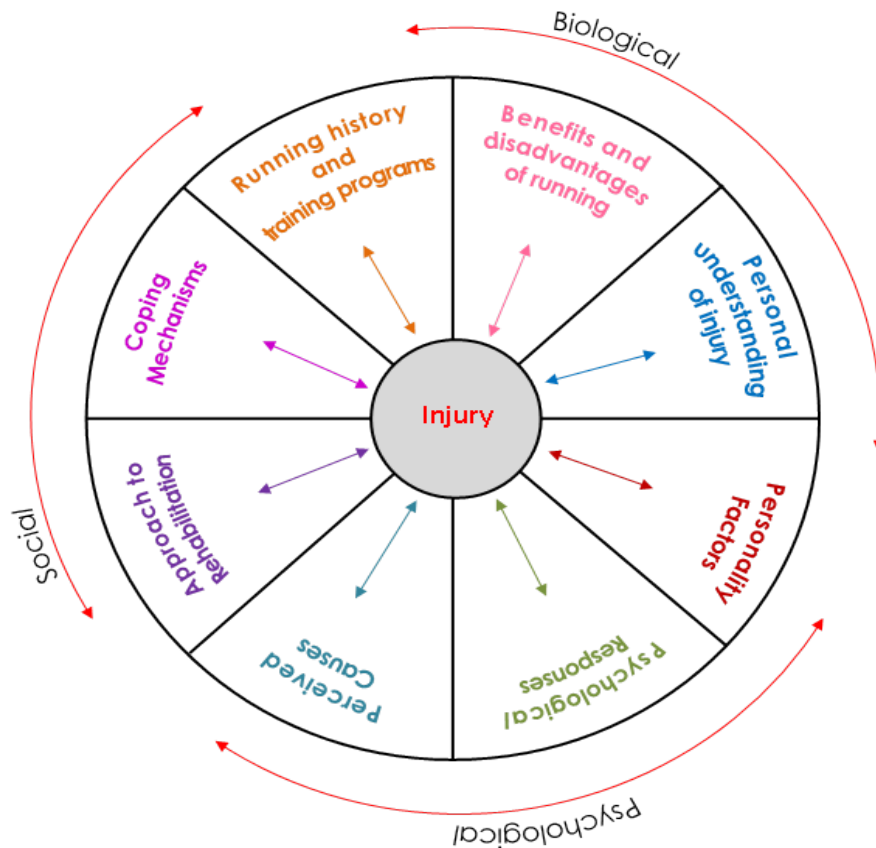 Biological
Benefits and
disadvantages
of running
Personal
understanding
of injury
Personality
Factors
Psychological
Responses
Perceived
Causes
Approach to
Rehabilitation
Coping
Mechanisms
Running history
and
training programs
Injury
Psychological
Social